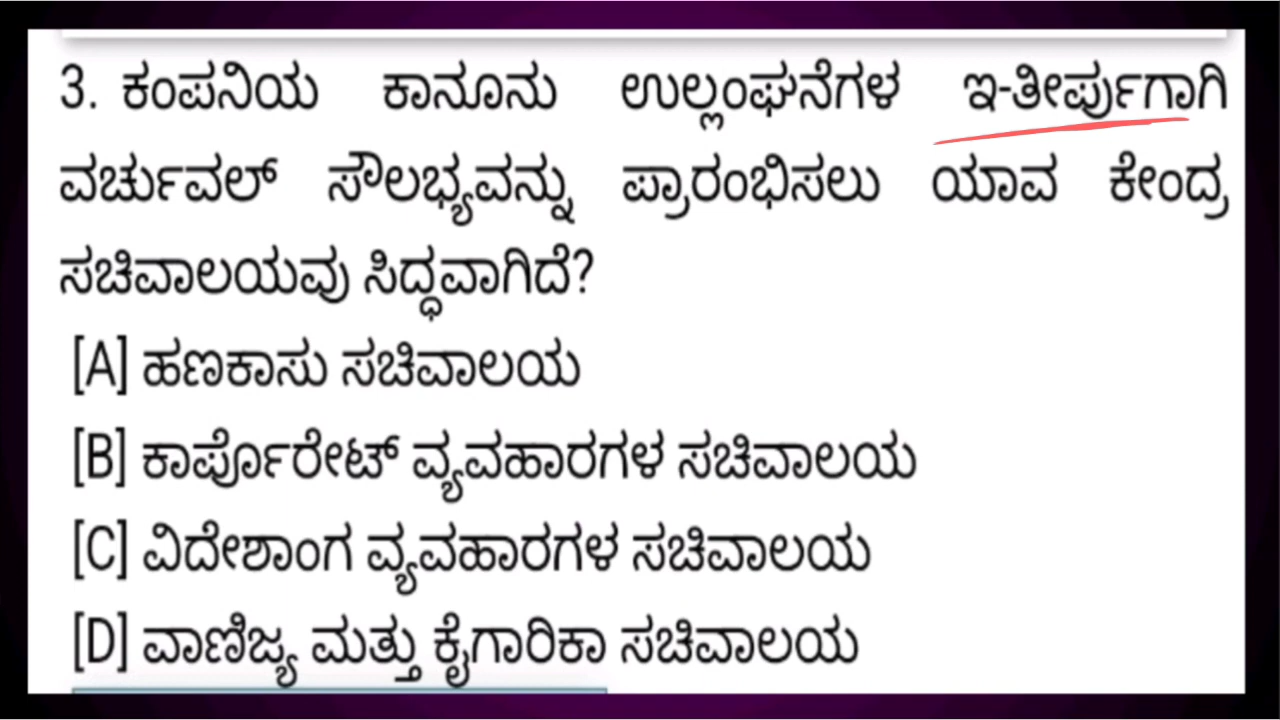 3. ಕಂಪನಿಯ ಕಾನೂನು ಉಲ್ಲಂಘನೆಗಳ ಇ-ತೀರ್ಪುಗಾಗಿ
ವರ್ಚುವಲ್ ಸೌಲಭ್ಯವನ್ನು ಪ್ರಾರಂಭಿಸಲು ಯಾವ ಕೇಂದ್ರ
ಸಚಿವಾಲಯವು ಸಿದ್ಧವಾಗಿದೆ?
[A] ಹಣಕಾಸು ಸಚಿವಾಲಯ
[B] ಕಾರ್ಪೊರೇಟ್ ವ್ಯವಹಾರಗಳ ಸಚಿವಾಲಯ
[C] ವಿದೇಶಾಂಗ ವ್ಯವಹಾರಗಳ ಸಚಿವಾಲಯ
[D] ವಾಣಿಜ್ಯ ಮತ್ತು ಕೈಗಾರಿಕಾ ಸಚಿವಾಲಯ